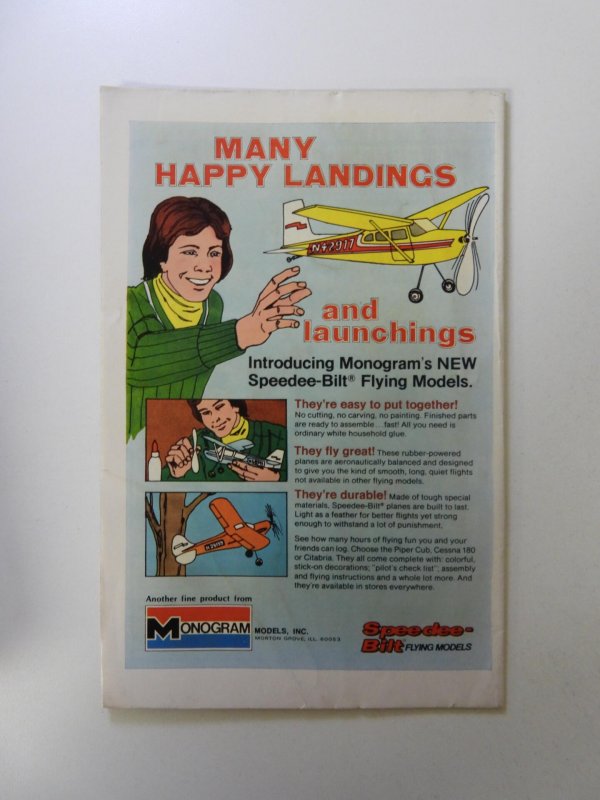 MANY
HAPPY LANDINGS
N42917
and
launchings
Introducing Monogram's NEW
Speedee-Bilt® Flying Models.
They're easy to put together!
No cutting, no carving, no painting. Finished parts
are ready to assemble...fast! All you need is
ordinary white household glue.
They fly great! These rubber-powered
planes are aeronautically balanced and designed
to give you the kind of smooth, long, quiet flights
not available in other flying models.
They're durable! Made of tough special
materials, Speedee-Bilt® planes are built to last.
Light as a feather for better flights yet strong
enough to withstand a lot of punishment.
See how many hours of flying fun you and your
friends can log. Choose the Piper Cub, Cessna 180
or Citabria. They all come complete with: colorful,
stick-on decorations; "pilot's check list", assembly
and flying instructions and a whole lot more. And
they're available in stores everywhere.
Another fine product from
MONOGRAM MODELS, INC.
MORTON GROVE, ILL. 60053
Speedee-
Bilt FLYING MODELS